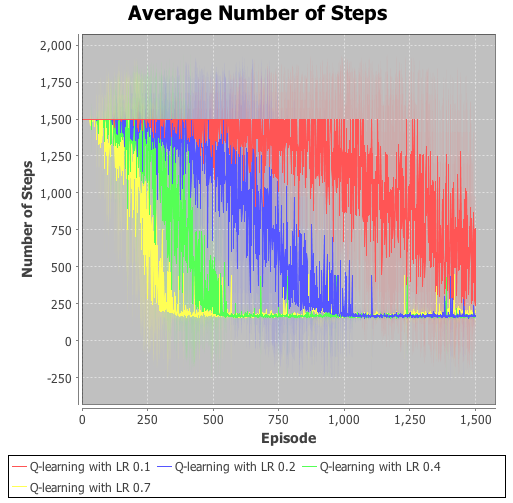 Average Number of Steps
2,000
1,750
1,500
1,250
1,000
750
500
250
0
-250
Number of Steps
0 250 500 750 1,000 1,250 1,500
Episode
Q-learning with LR 0.1 Q-learning with LR 0.2 Q-learning with LR 0.4
Q-learning with LR 0.7